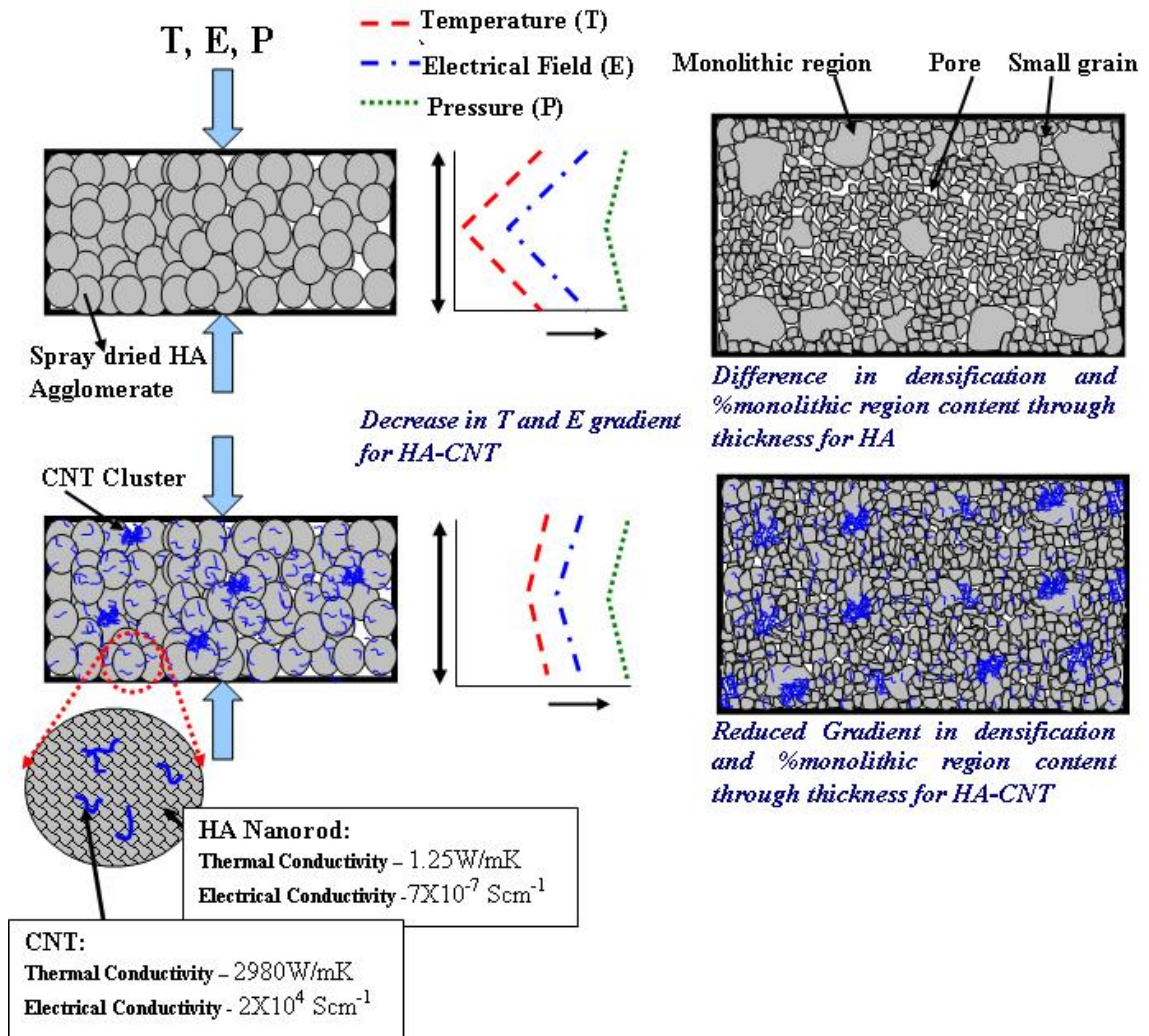 T, E, P
Temperature (T)
Electrical Field (E)
Pressure (P)
Monolithic region
Pore
Small grain
Spray dried HA
Agglomerate
Difference in densification and
%monolithic region content through
thickness for HA
Decrease in T and E gradient
for HA-CNT
CNT Cluster
Reduced Gradient in densification
and %monolithic region content
through thickness for HA-CNT
HA Nanorod:
Thermal Conductivity – 1.25W/mK
Electrical Conductivity -7X10⁻⁷ Scm⁻¹
CNT:
Thermal Conductivity – 2980W/mK
Electrical Conductivity - 2X10⁴ Scm⁻¹